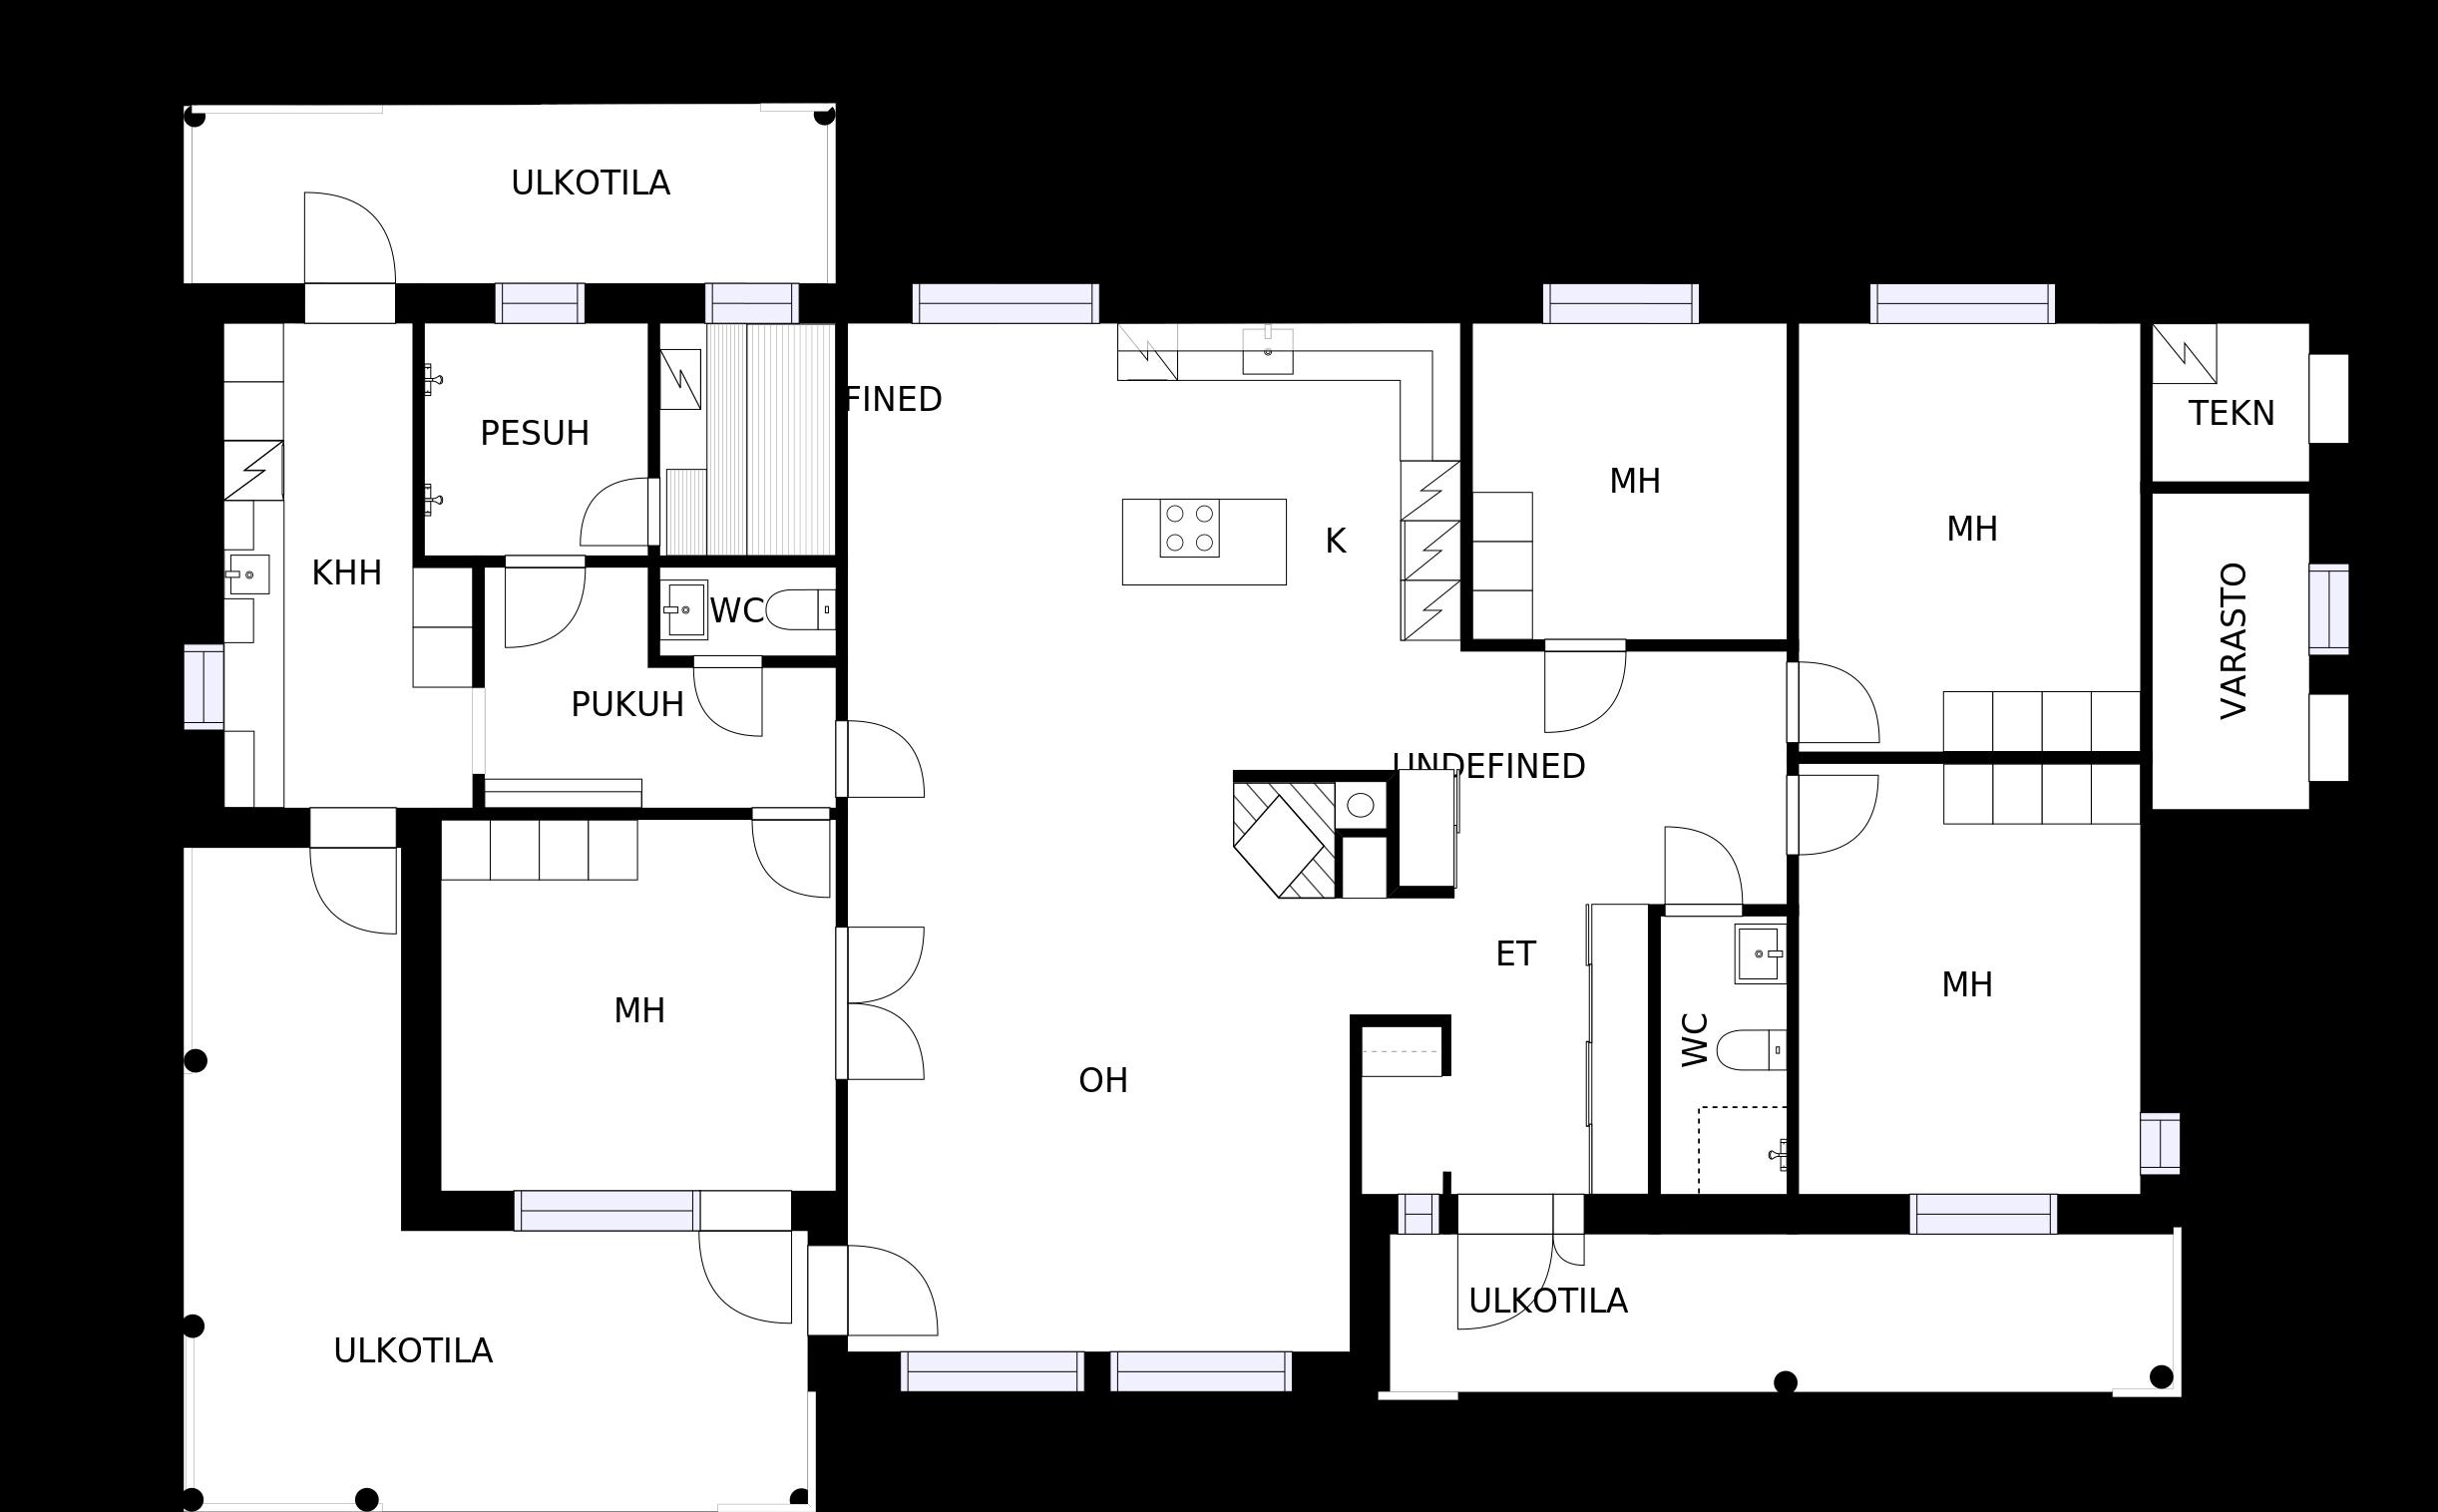 ULKOTILA
FINED
TEKN
PESUH
MH
MH
K
KHH
WC
VARASTO
PUKUH
UNDEFINED
ET
MH
MH
WC
OH
ULKOTILA
ULKOTILA